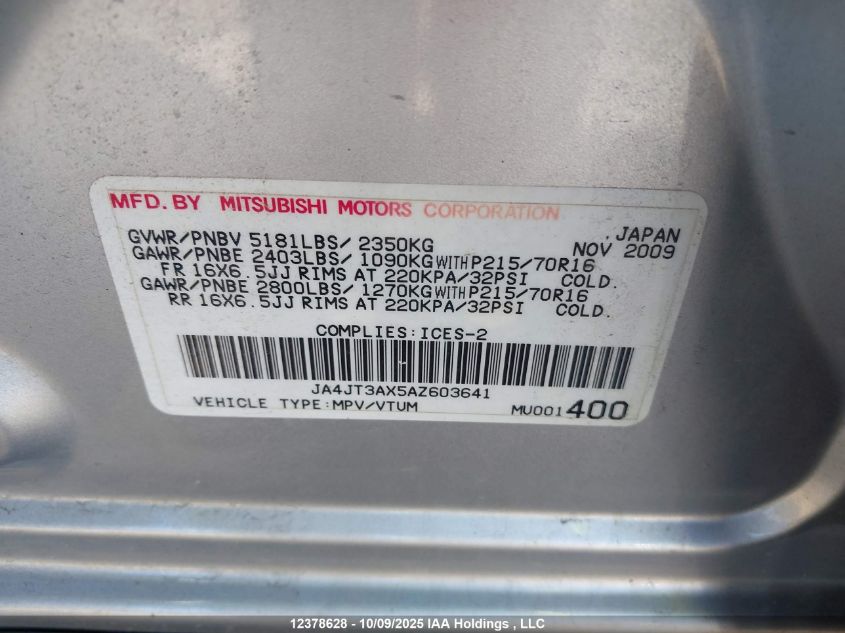 MFD. BY MITSUBISHI MOTORS CORPORATION
. JAPAN
GVWR/PNBV 5181LBS/ 2350KG NOV 2009
GAWR/PNBE 2403LBS/ 1090KG WITH P215/70R16
FR 16X6.5JJ RIMS AT 220KPA/32PSI COLD.
GAWR/PNBE 2800LBS/ 1270KG WITH P215/70R16
RR 16X6.5JJ RIMS AT 220KPA/32PSI COLD.
COMPLIES:ICES-2
JA4JT3AX5AZ603641
VEHICLE TYPE:MPV/VTUM MU001400
12378628 - 10/09/2025 IAA Holdings , LLC